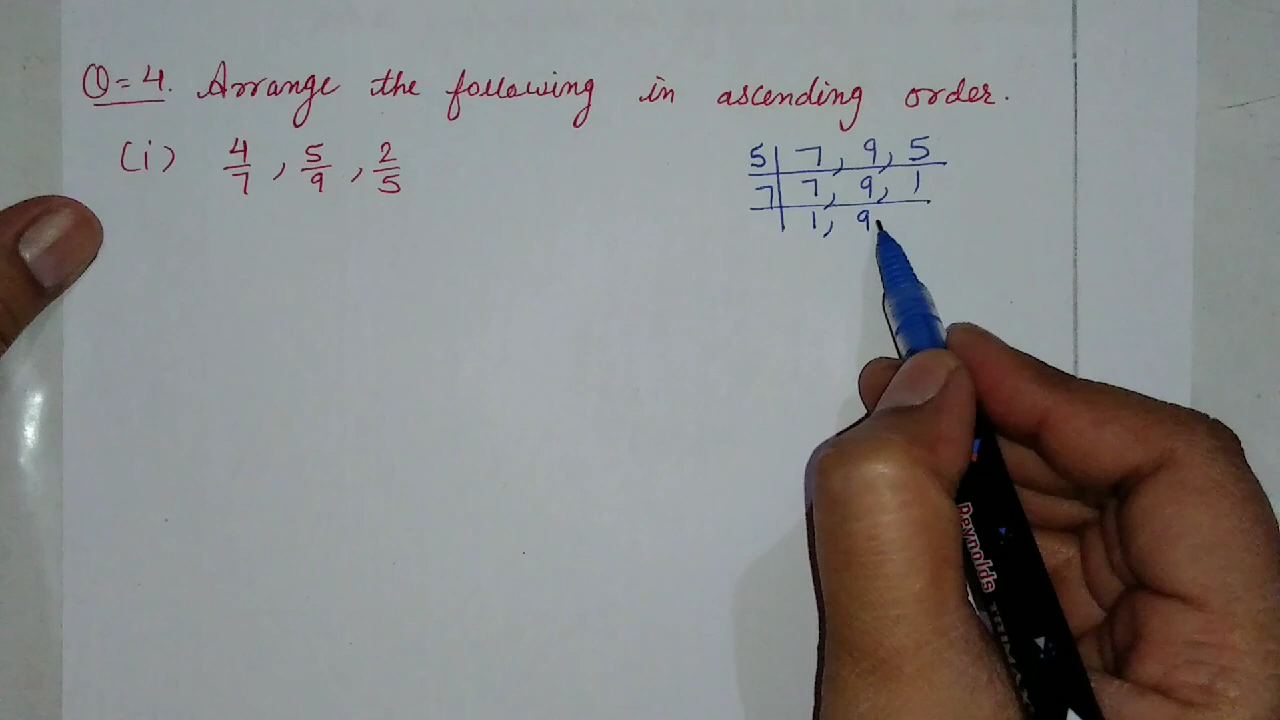 Q=4. Arrange the following in ascending order.
(i) 4/7, 5/9, 2/5
5 | 7, 9, 5
7 | 7, 9, 1
1, 9
Reynolds